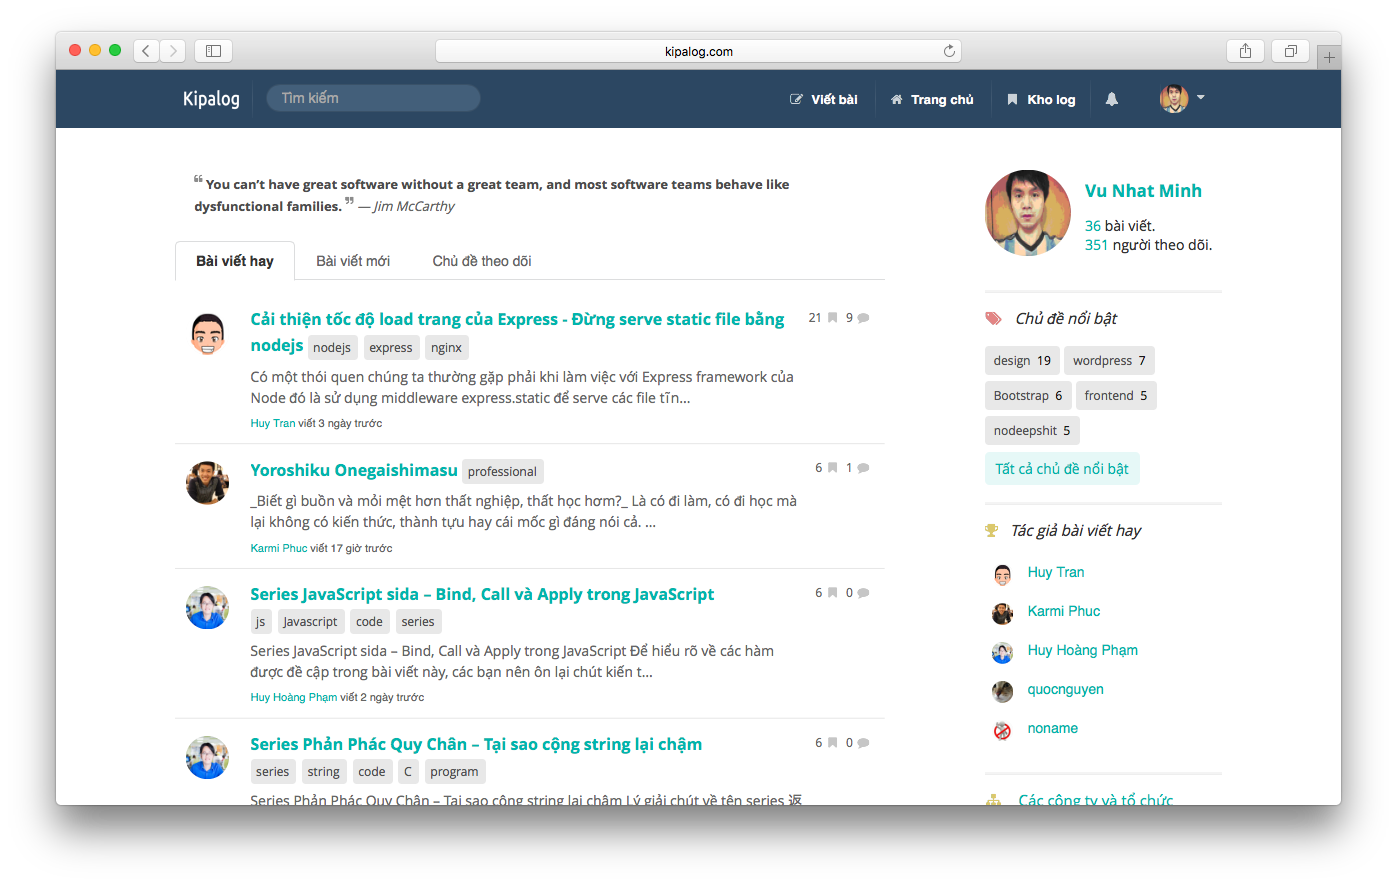 kipalog.com
Kipalog
Tìm kiếm
Viết bài
Trang chủ
Kho log
❝ You can’t have great software without a great team, and most software teams behave like
dysfunctional families. ❞ — Jim McCarthy
Bài viết hay
Bài viết mới
Chủ đề theo dõi
Cải thiện tốc độ load trang của Express - Đừng serve static file bằng
nodejs nodejs express nginx
21 9
Có một thói quen chúng ta thường gặp phải khi làm việc với Express framework của
Node đó là sử dụng middleware express.static để serve các file tĩn...
Huy Tran viết 3 ngày trước
Yoroshiku Onegaishimasu professional
6 1
_Biết gì buồn và mỏi mệt hơn thất nghiệp, thất học hơm?_ Là có đi làm, có đi học mà
lại không có kiến thức, thành tựu hay cái mốc gì đáng nói cả. ...
Karmi Phuc viết 17 giờ trước
Series JavaScript sida – Bind, Call và Apply trong JavaScript
6 0
js Javascript code series
Series JavaScript sida – Bind, Call và Apply trong JavaScript Để hiểu rõ về các hàm
được đề cập trong bài viết này, các bạn nên ôn lại chút kiến t...
Huy Hoàng Phạm viết 2 ngày trước
Series Phản Phác Quy Chân – Tại sao cộng string lại chậm
6 0
series string code C program
Series Phản Phác Quy Chân – Tại sao cộng string lại chậm Lý giải chút về tên series 返
Vu Nhat Minh
36 bài viết.
351 người theo dõi.
Chủ đề nổi bật
design 19 wordpress 7
Bootstrap 6 frontend 5
nodeepshit 5
Tất cả chủ đề nổi bật
Tác giả bài viết hay
Huy Tran
Karmi Phuc
Huy Hoàng Phạm
quocnguyen
noname
Các công ty và tổ chức